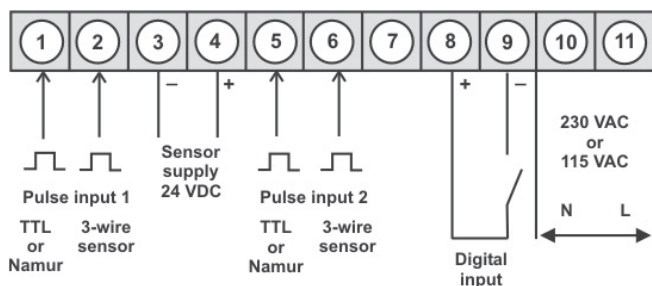 1 2 3 4 5 6 7 8 9 10 11
– + + –
Sensor
supply
24 VDC
Pulse input 1
TTL
or
Namur
3-wire
sensor
Pulse input 2
TTL
or
Namur
3-wire
sensor
Digital
input
230 VAC
or
115 VAC
N L